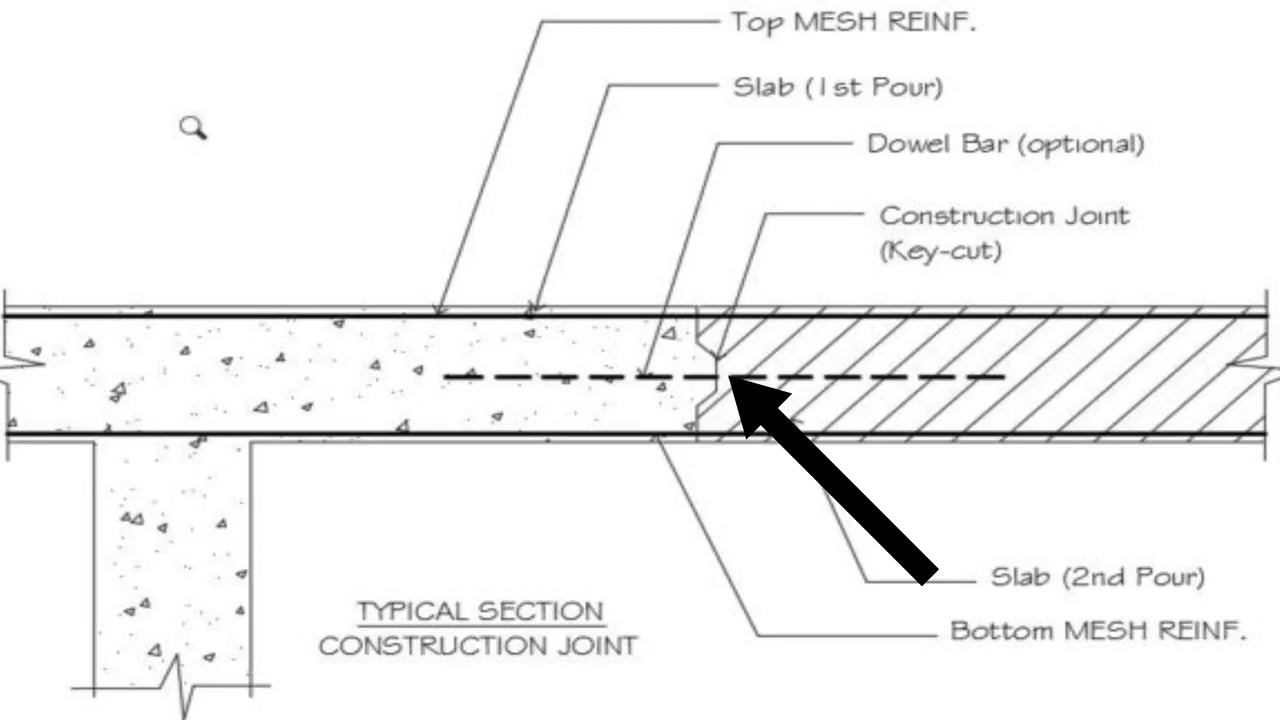 Top MESH REINF.
Slab (1st Pour)
Dowel Bar (optional)
Construction Joint
(Key-cut)
Slab (2nd Pour)
TYPICAL SECTION
CONSTRUCTION JOINT
Bottom MESH REINF.